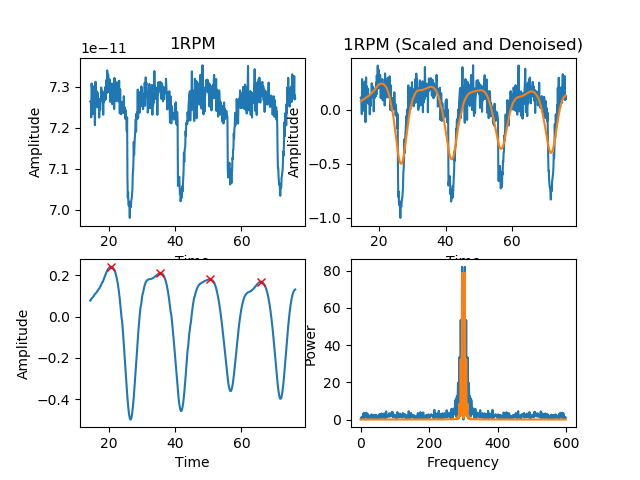 1RPM
1e−11
7.3
7.2
7.1
7.0
Amplitude
20
40
60
Time
1RPM (Scaled and Denoised)
0.0
−0.5
−1.0
Amplitude
20
40
60
Time
0.2
0.0
−0.2
−0.4
Amplitude
20
40
60
Time
80
60
40
20
0
Power
0
200
400
600
Frequency